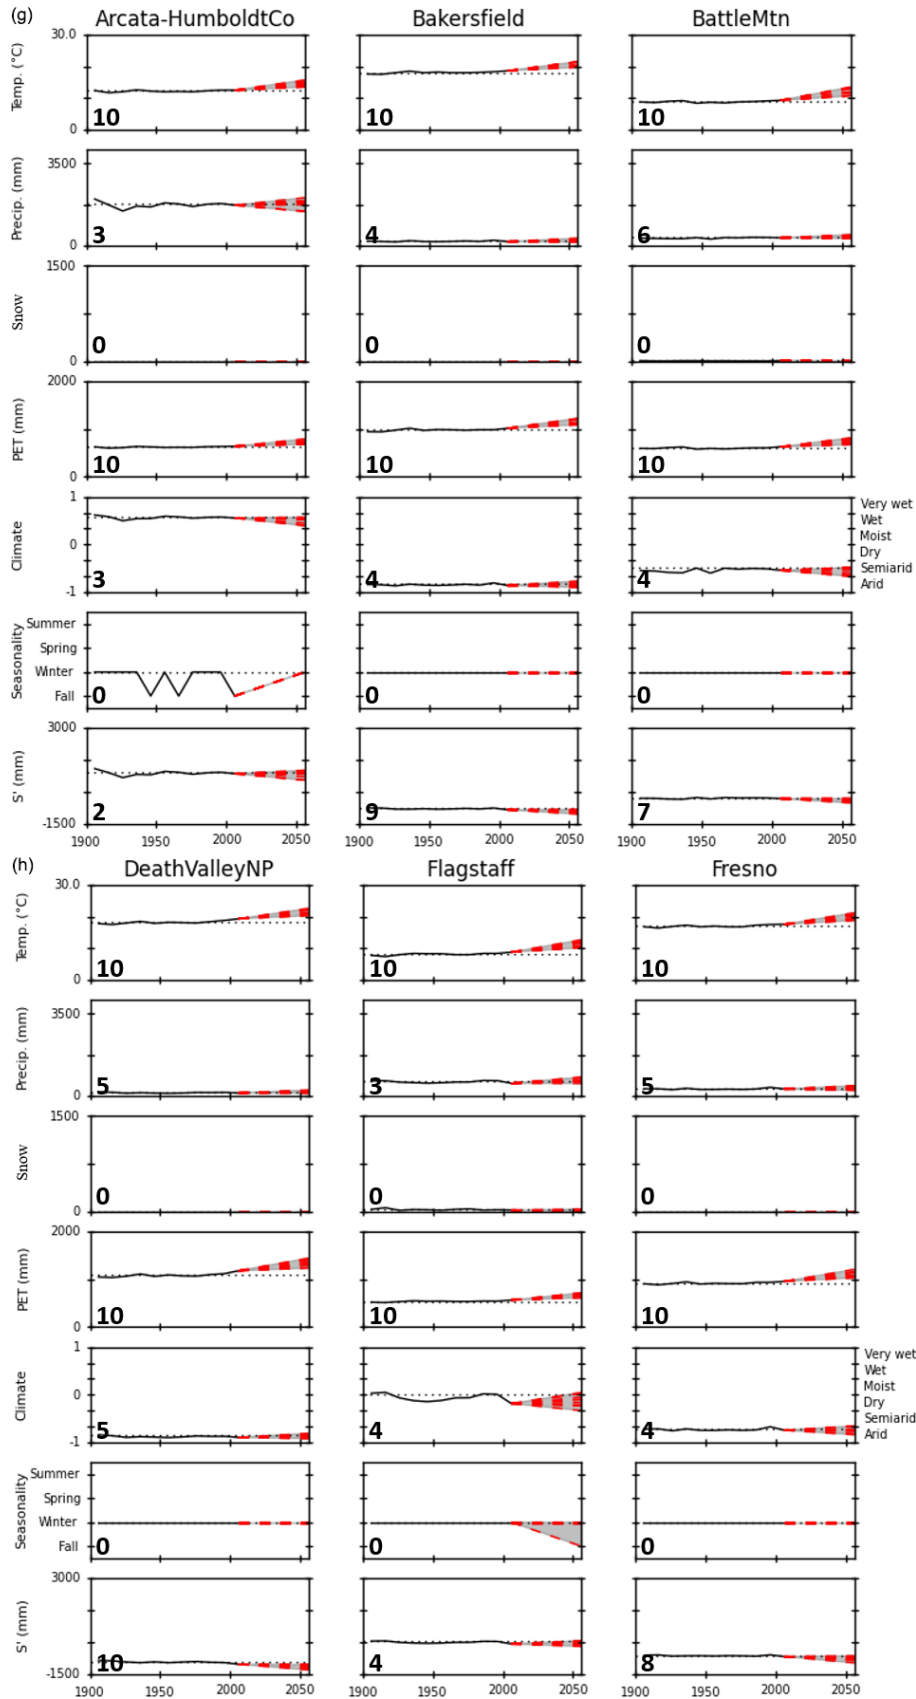 (g)
Arcata-HumboldtCo Bakersfield BattleMtn
30.0
Temp. (°C)
0
10 10 10
3500
Precip. (mm)
0
3 4 6
1500
Snow
0
0 0 0
2000
PET (mm)
0
10 10 10
1
Climate
0
-1
3 4 4
Very wet
Wet
Moist
Dry
Semiarid
Arid
Seasonality
Summer
Spring
Winter
Fall
0 0 0
3000
S' (mm)
-1500
2 9 7
1900 1950 2000 2050 1900 1950 2000 2050 1900 1950 2000 2050
(h)
DeathValleyNP Flagstaff Fresno
30.0
Temp. (°C)
0
10 10 10
3500
Precip. (mm)
0
5 3 5
1500
Snow
0
0 0 0
2000
PET (mm)
0
10 10 10
1
Climate
0
-1
5 4 4
Very wet
Wet
Moist
Dry
Semiarid
Arid
Seasonality
Summer
Spring
Winter
Fall
0 0 0
3000
S' (mm)
-1500
10 4 8
1900 1950 2000 2050 1900 1950 2000 2050 1900 1950 2000 2050